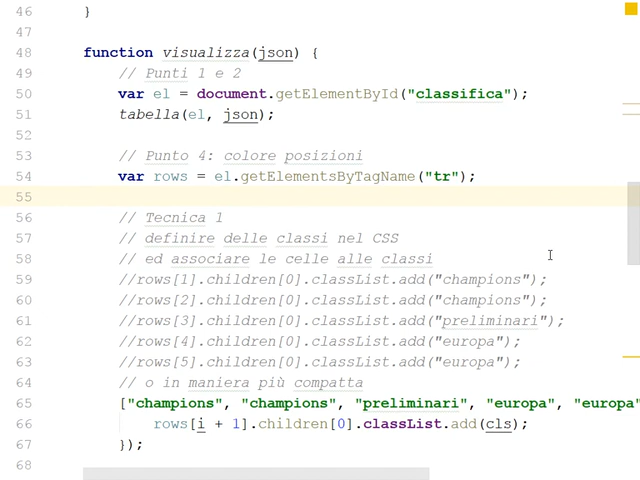 46 }
47
48 function visualizza(json) {
49 // Punti 1 e 2
50 var el = document.getElementById("classifica");
51 tabella(el, json);
52
53 // Punto 4: colore posizioni
54 var rows = el.getElementsByTagName("tr");
55
56 // Tecnica 1
57 // definire delle classi nel CSS
58 // ed associare le celle alle classi
59 //rows[1].children[0].classList.add("champions");
60 //rows[2].children[0].classList.add("champions");
61 //rows[3].children[0].classList.add("preliminari");
62 //rows[4].children[0].classList.add("europa");
63 //rows[5].children[0].classList.add("europa");
64 // o in maniera più compatta
65 ["champions", "champions", "preliminari", "europa", "europa"
66 rows[i + 1].children[0].classList.add(cls);
67 });
68